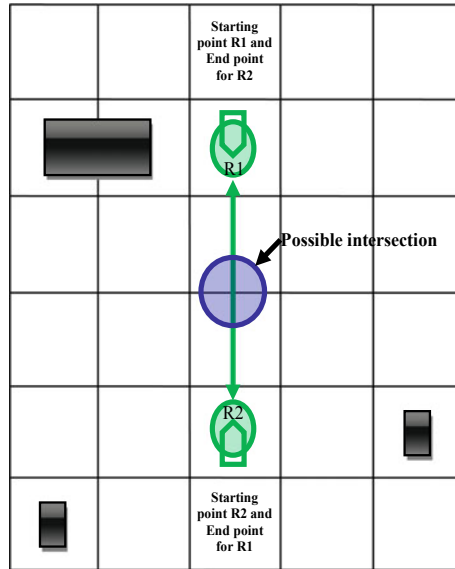 Starting
point R1 and
End point
for R2
R1
Possible intersection
R2
Starting
point R2 and
End point
for R1